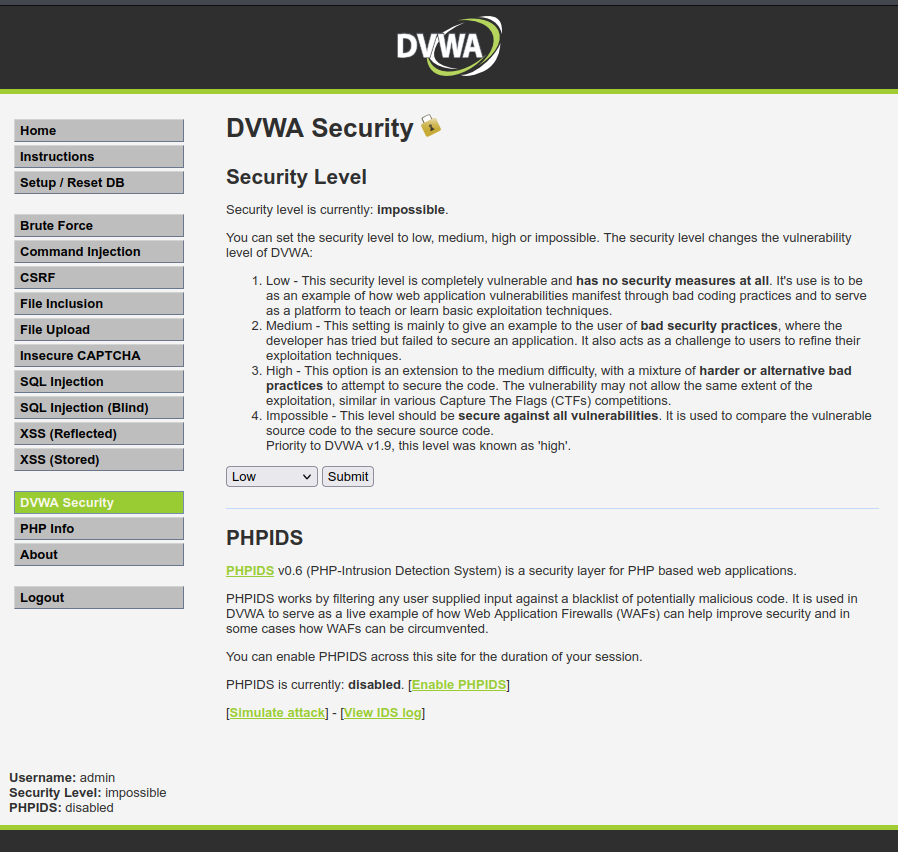 DVWA
Home
Instructions
Setup / Reset DB
Brute Force
Command Injection
CSRF
File Inclusion
File Upload
Insecure CAPTCHA
SQL Injection
SQL Injection (Blind)
XSS (Reflected)
XSS (Stored)
DVWA Security
PHP Info
About
Logout
DVWA Security
Security Level
Security level is currently: impossible.
You can set the security level to low, medium, high or impossible. The security level changes the vulnerability
level of DVWA:
1. Low - This security level is completely vulnerable and has no security measures at all. It's use is to be
as an example of how web application vulnerabilities manifest through bad coding practices and to serve
as a platform to teach or learn basic exploitation techniques.
2. Medium - This setting is mainly to give an example to the user of bad security practices, where the
developer has tried but failed to secure an application. It also acts as a challenge to users to refine their
exploitation techniques.
3. High - This option is an extension to the medium difficulty, with a mixture of harder or alternative bad
practices to attempt to secure the code. The vulnerability may not allow the same extent of the
exploitation, similar in various Capture The Flags (CTFs) competitions.
4. Impossible - This level should be secure against all vulnerabilities. It is used to compare the vulnerable
source code to the secure source code.
Priority to DVWA v1.9, this level was known as 'high'.
Low Submit
PHPIDS
PHPIDS v0.6 (PHP-Intrusion Detection System) is a security layer for PHP based web applications.
PHPIDS works by filtering any user supplied input against a blacklist of potentially malicious code. It is used in
DVWA to serve as a live example of how Web Application Firewalls (WAFs) can help improve security and in
some cases how WAFs can be circumvented.
You can enable PHPIDS across this site for the duration of your session.
PHPIDS is currently: disabled. [Enable PHPIDS]
[Simulate attack] - [View IDS log]
Username: admin
Security Level: impossible
PHPIDS: disabled